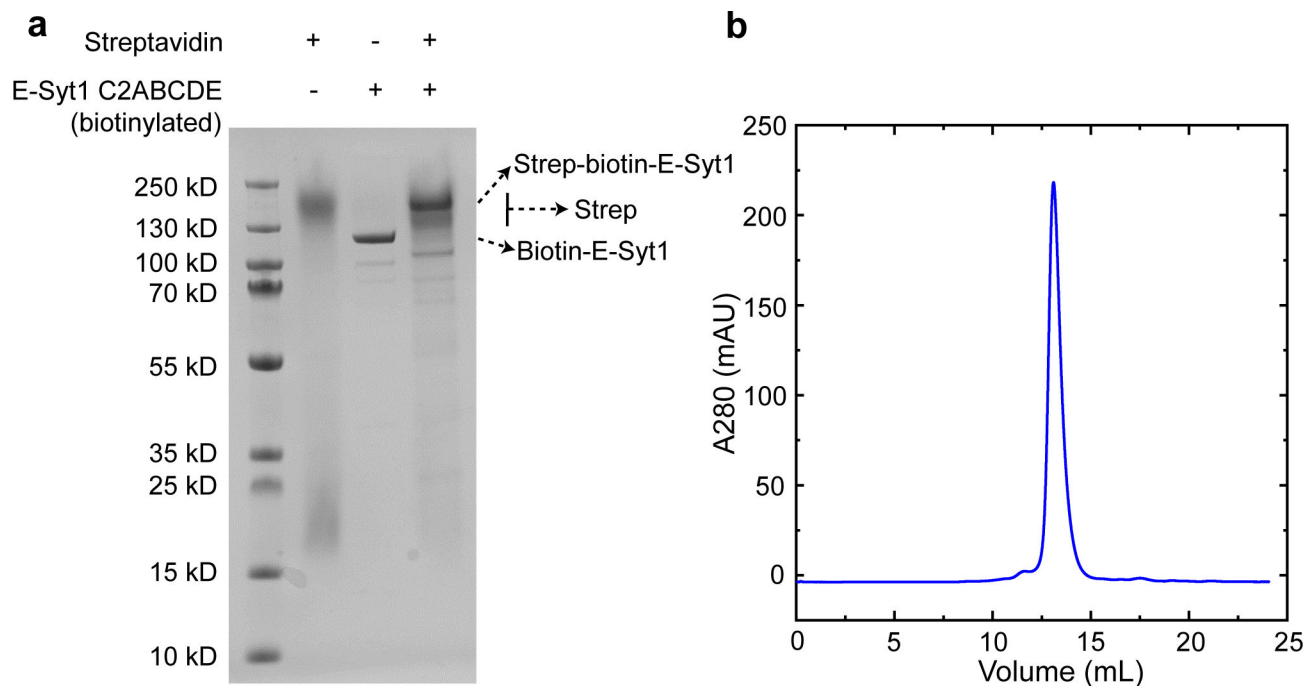 a
Streptavidin + - +
E-Syt1 C2ABCDE - + +
(biotinylated)
250 kD
130 kD
100 kD
70 kD
55 kD
35 kD
25 kD
15 kD
10 kD
Strep-biotin-E-Syt1
Strep
Biotin-E-Syt1
b
A280 (mAU)
250
200
150
100
50
0
0 5 10 15 20 25
Volume (mL)